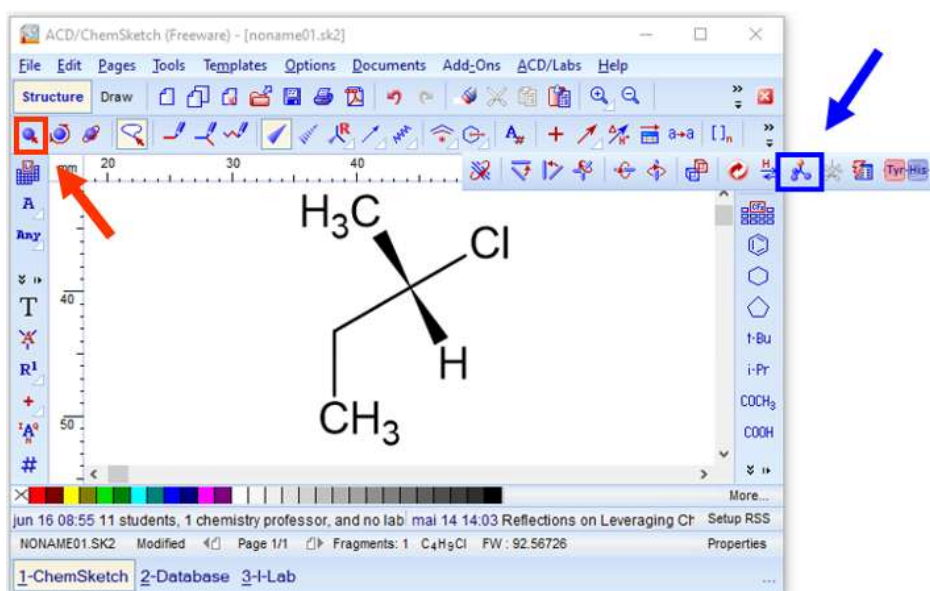 ACD/ChemSketch (Freeware) - [noname01.sk2]
File Edit Pages Tools Templates Options Documents Add-Ons ACD/Labs Help
Structure Draw
a→a [ ]n
mm 20 30 40
Tyr His
A
Any
40
T
R1
#
50
H3C
Cl
H
CH3
t-Bu
i-Pr
COCH3
COOH
More...
jun 16 08:55 11 students, 1 chemistry professor, and no lab mai 14 14:03 Reflections on Leveraging Ch Setup RSS
NONAME01.SK2 Modified Page 1/1 Fragments: 1 C4H9Cl FW : 92.56726 Properties
1-ChemSketch 2-Database 3-I-Lab ...